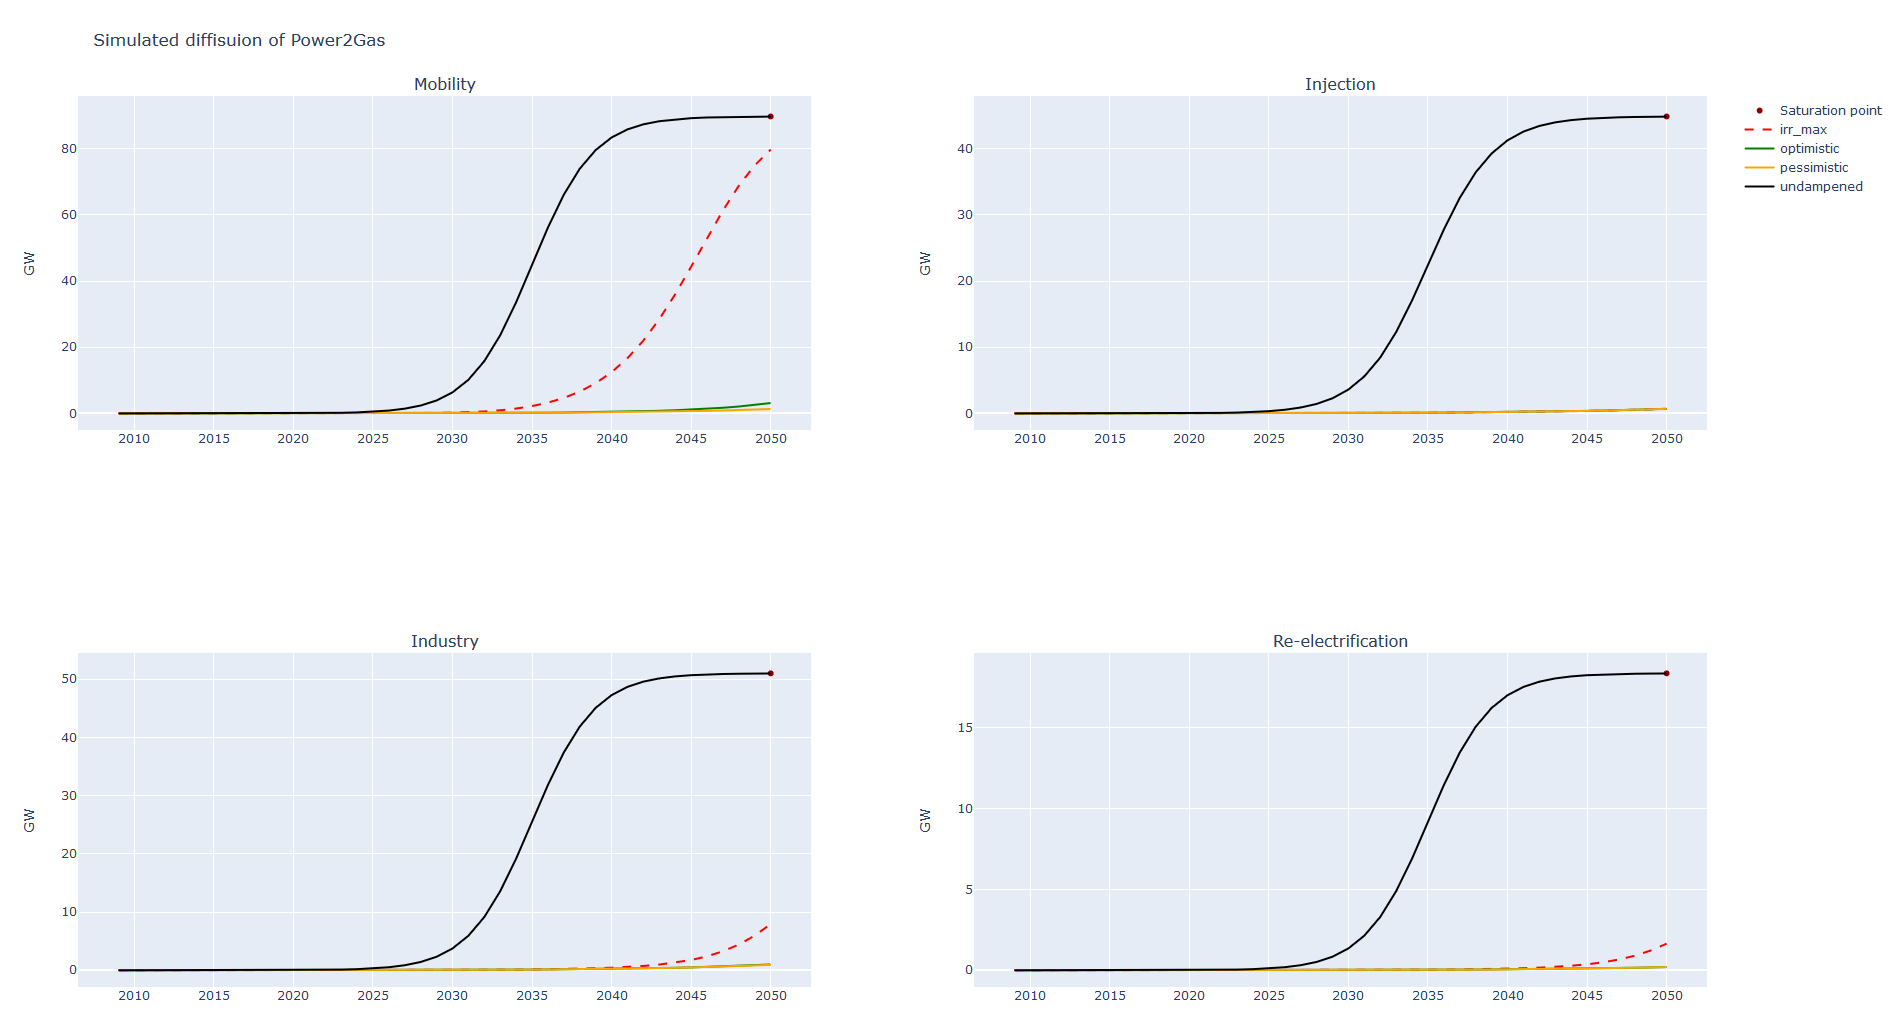 Simulated diffisuion of Power2Gas
Mobility
GW
80
60
40
20
0
2010 2015 2020 2025 2030 2035 2040 2045 2050
Injection
GW
40
30
20
10
0
2010 2015 2020 2025 2030 2035 2040 2045 2050
Saturation point
irr_max
optimistic
pessimistic
undampened
Industry
GW
50
40
30
20
10
0
2010 2015 2020 2025 2030 2035 2040 2045 2050
Re-electrification
GW
15
10
5
0
2010 2015 2020 2025 2030 2035 2040 2045 2050